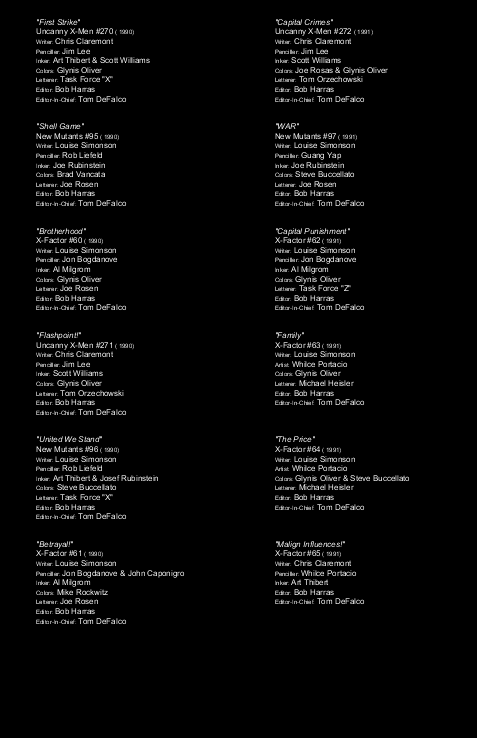 "First Strike"
Uncanny X-Men #270 (1990)
Writer: Chris Claremont
Penciller: Jim Lee
Inker: Art Thibert & Scott Williams
Colors: Glynis Oliver
Letterer: Task Force "X"
Editor: Bob Harras
Editor-In-Chief: Tom DeFalco

"Shell Game"
New Mutants #95 (1990)
Writer: Louise Simonson
Penciller: Rob Liefeld
Inker: Joe Rubinstein
Colors: Brad Vancata
Letterer: Joe Rosen
Editor: Bob Harras
Editor-In-Chief: Tom DeFalco

"Brotherhood"
X-Factor #60 (1990)
Writer: Louise Simonson
Penciller: Jon Bogdanove
Inker: Al Milgrom
Colors: Glynis Oliver
Letterer: Joe Rosen
Editor: Bob Harras
Editor-In-Chief: Tom DeFalco

"Flashpoint!"
Uncanny X-Men #271 (1990)
Writer: Chris Claremont
Penciller: Jim Lee
Inker: Scott Williams
Colors: Glynis Oliver
Letterer: Tom Orzechowski
Editor: Bob Harras
Editor-In-Chief: Tom DeFalco

"United We Stand"
New Mutants #96 (1990)
Writer: Louise Simonson
Penciller: Rob Liefeld
Inker: Art Thibert & Josef Rubinstein
Colors: Steve Buccellato
Letterer: Task Force "X"
Editor: Bob Harras
Editor-In-Chief: Tom DeFalco

"Betrayal!"
X-Factor #61 (1990)
Writer: Louise Simonson
Penciller: Jon Bogdanove & John Caponigro
Inker: Al Milgrom
Colors: Mike Rockwitz
Letterer: Joe Rosen
Editor: Bob Harras
Editor-In-Chief: Tom DeFalco

"Capital Crimes"
Uncanny X-Men #272 (1991)
Writer: Chris Claremont
Penciller: Jim Lee
Inker: Scott Williams
Colors: Joe Rosas & Glynis Oliver
Letterer: Tom Orzechowski
Editor: Bob Harras
Editor-In-Chief: Tom DeFalco

"WAR"
New Mutants #97 (1991)
Writer: Louise Simonson
Penciller: Guang Yap
Inker: Joe Rubinstein
Colors: Steve Buccellato
Letterer: Joe Rosen
Editor: Bob Harras
Editor-In-Chief: Tom DeFalco

"Capital Punishment"
X-Factor #62 (1991)
Writer: Louise Simonson
Penciller: Jon Bogdanove
Inker: Al Milgrom
Colors: Glynis Oliver
Letterer: Task Force "Z"
Editor: Bob Harras
Editor-In-Chief: Tom DeFalco

"Family"
X-Factor #63 (1991)
Writer: Louise Simonson
Artist: Whilce Portacio
Colors: Glynis Oliver
Letterer: Michael Heisler
Editor: Bob Harras
Editor-In-Chief: Tom DeFalco

"The Price"
X-Factor #64 (1991)
Writer: Louise Simonson
Artist: Whilce Portacio
Colors: Glynis Oliver & Steve Buccellato
Letterer: Michael Heisler
Editor: Bob Harras
Editor-In-Chief: Tom DeFalco

"Malign Influences!"
X-Factor #65 (1991)
Writer: Chris Claremont
Penciller: Whilce Portacio
Inker: Art Thibert
Editor: Bob Harras
Editor-In-Chief: Tom DeFalco